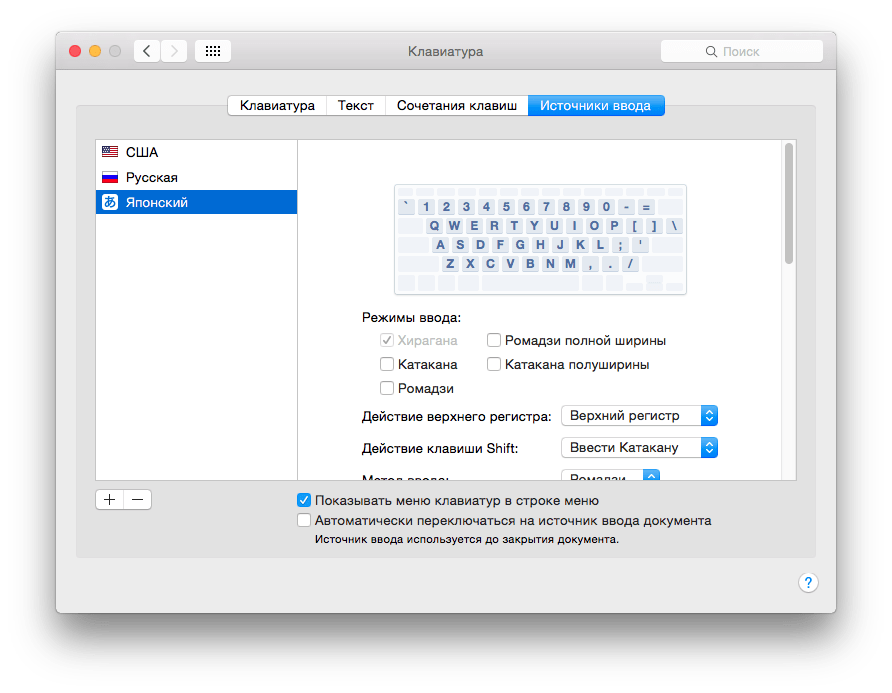 Клавиатура
Поиск
Клавиатура Текст Сочетания клавиш Источники ввода
США
Русская
あ Японский
` 1 2 3 4 5 6 7 8 9 0 - =
Q W E R T Y U I O P [ ] \
A S D F G H J K L ; '
Z X C V B N M , . /
Режимы ввода:
Хирагана Ромадзи полной ширины
Катакана Катакана полуширины
Ромадзи
Действие верхнего регистра: Верхний регистр
Действие клавиши Shift: Ввести Катакану
Метод ввода: Ромадзи
Показывать меню клавиатур в строке меню
Автоматически переключаться на источник ввода документа
Источник ввода используется до закрытия документа.
?